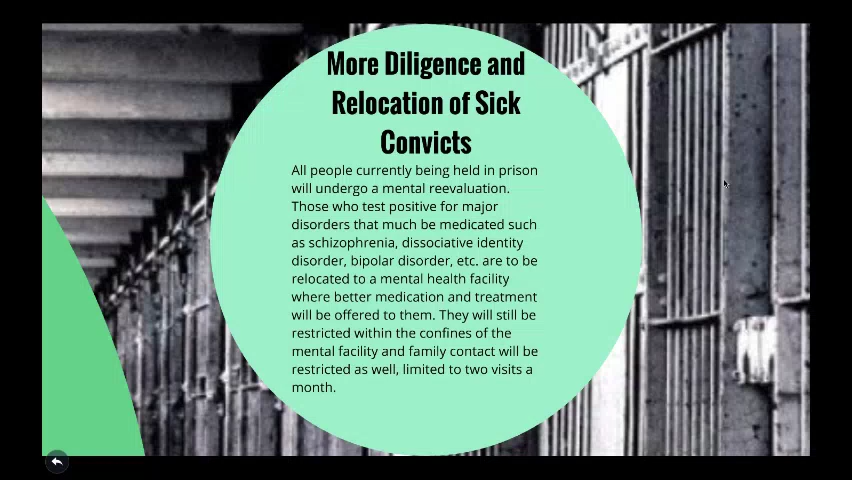 More Diligence and
Relocation of Sick
Convicts
All people currently being held in prison
will undergo a mental reevaluation.
Those who test positive for major
disorders that much be medicated such
as schizophrenia, dissociative identity
disorder, bipolar disorder, etc. are to be
relocated to a mental health facility
where better medication and treatment
will be offered to them. They will still be
restricted within the confines of the
mental facility and family contact will be
restricted as well, limited to two visits a
month.